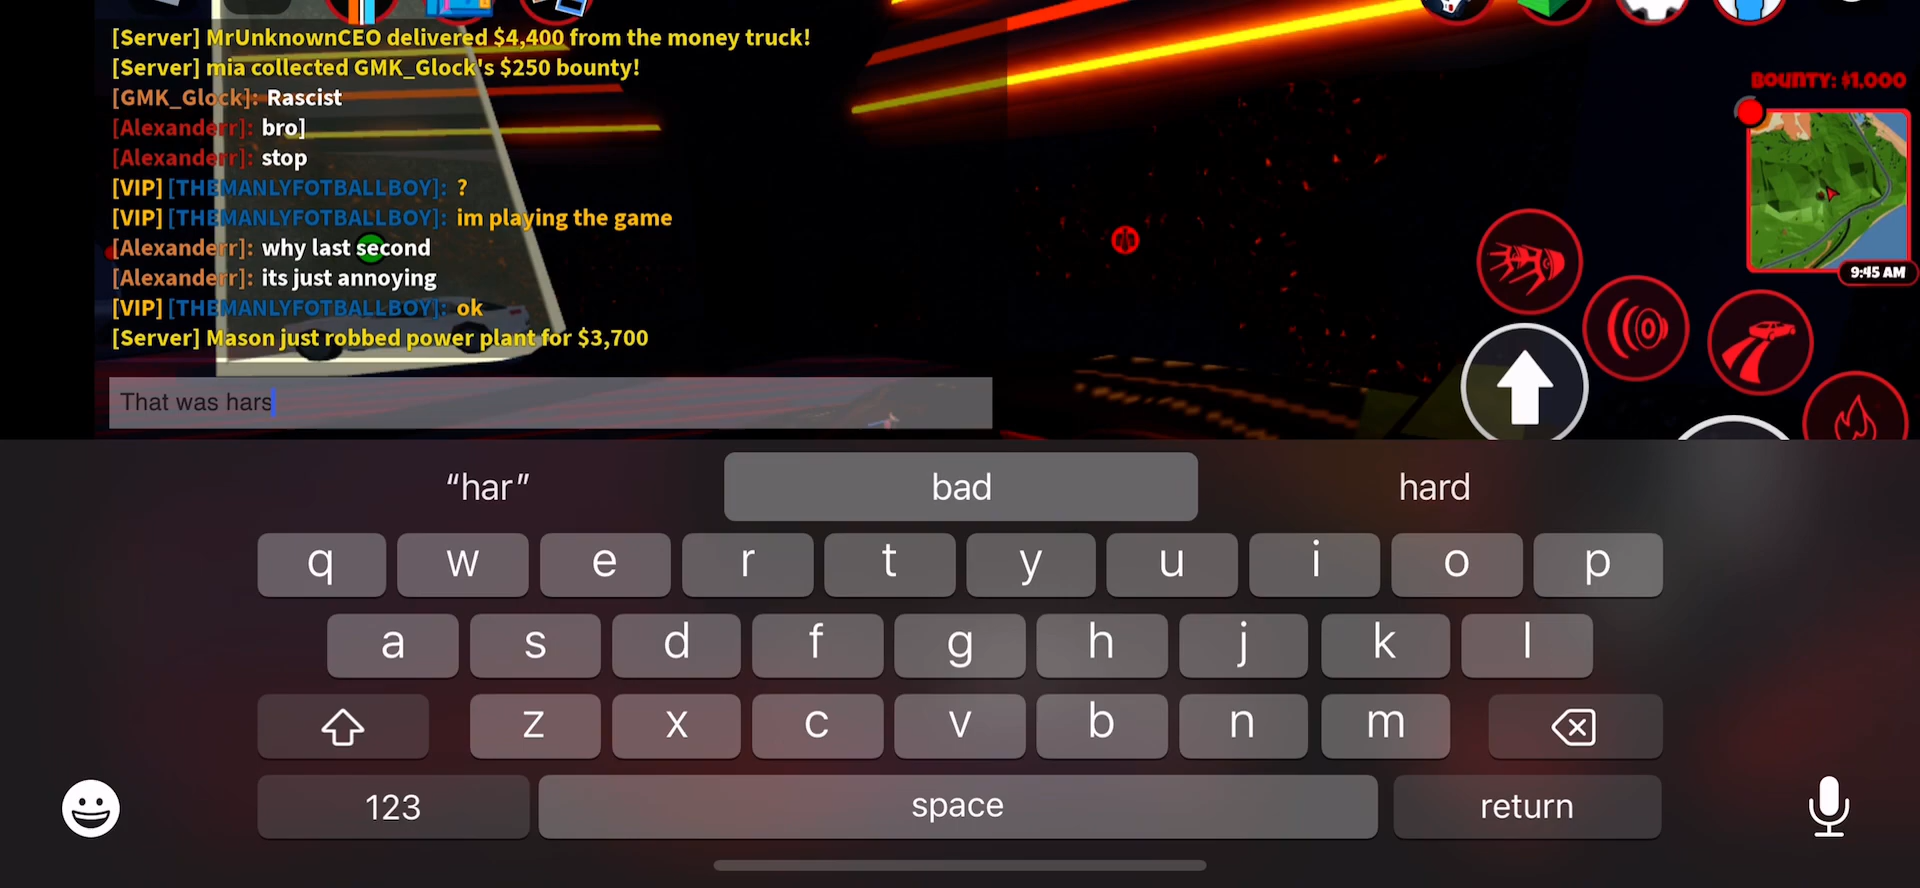 [Server] MrUnknownCEO delivered $4,400 from the money truck!
[Server] mia collected GMK_Glock's $250 bounty!
[GMK_Glock]: Rascist
[Alexanderr]: bro]
[Alexanderr]: stop
[VIP] [THEMANLYFOTBALLBOY]: ?
[VIP] [THEMANLYFOTBALLBOY]: im playing the game
[Alexanderr]: why last second
[Alexanderr]: its just annoying
[VIP] [THEMANLYFOTBALLBOY]: ok
[Server] Mason just robbed power plant for $3,700
BOUNTY: $1,000
9:45 AM
That was hars
“har” bad hard
q w e r t y u i o p
a s d f g h j k l
z x c v b n m
123 space return